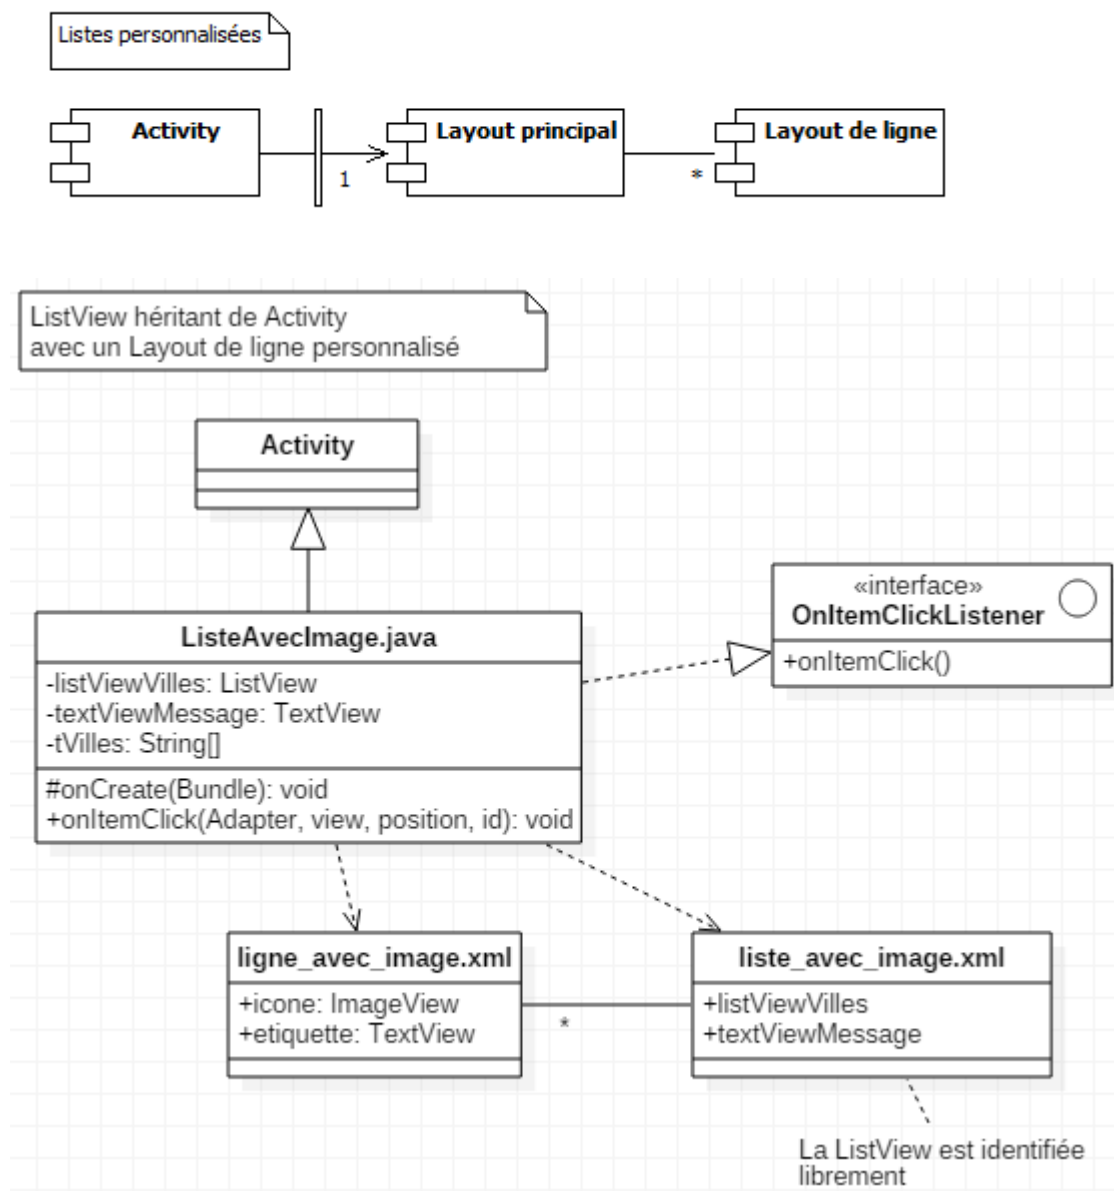 Listes personnalisées
Activity
Layout principal
Layout de ligne
1
*
ListView héritant de Activity
avec un Layout de ligne personnalisé
Activity
«interface»
OnItemClickListener
+onItemClick()
ListeAvecImage.java
-listViewVilles: ListView
-textViewMessage: TextView
-tVilles: String[]
#onCreate(Bundle): void
+onItemClick(Adapter, view, position, id): void
ligne_avec_image.xml
+icone: ImageView
+etiquette: TextView
*
liste_avec_image.xml
+listViewVilles
+textViewMessage
La ListView est identifiée
librement